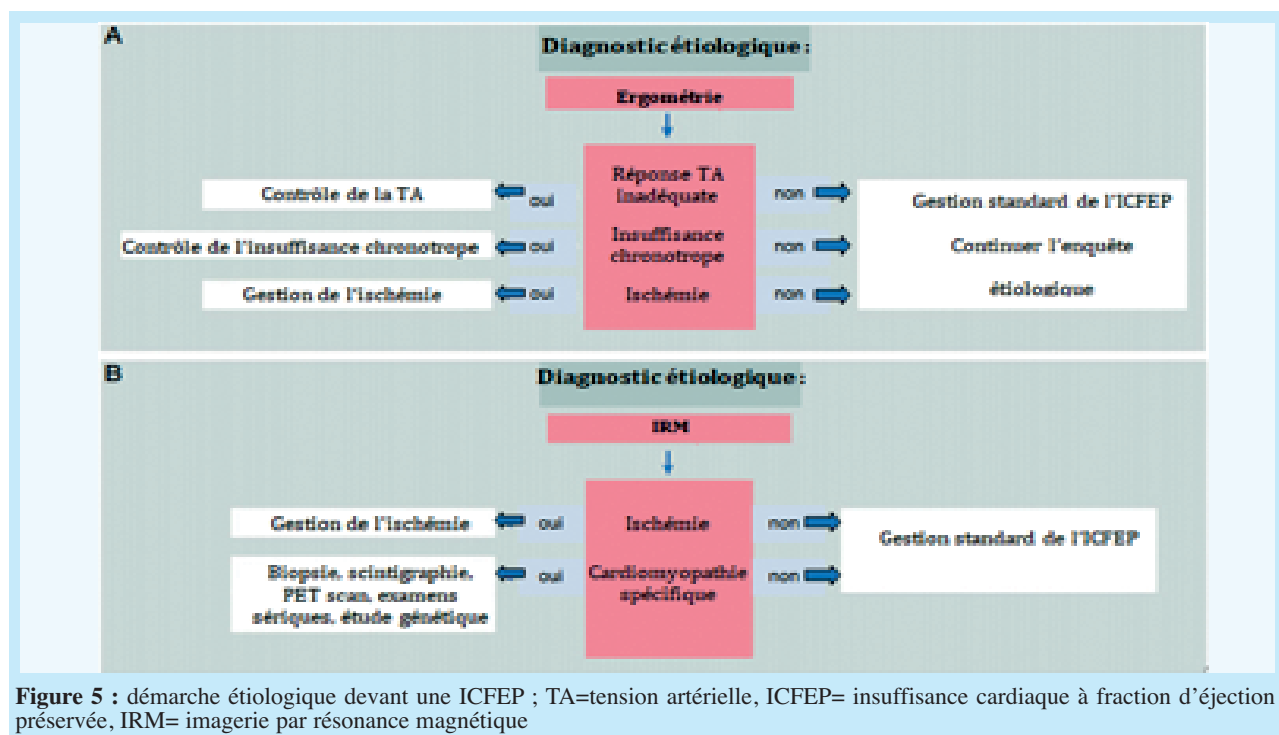 A
Diagnostic étiologique :
Ergométrie
Réponse TA
inadéquate
Contrôle de la TA
oui
non
Gestion standard de l'ICFEP
Insuffisance
chronotrope
Contrôle de l'insuffisance chronotrope
oui
non
Continuer l'enquête
étiologique
Gestion de l'ischémie
oui
Ischémie
non
B
Diagnostic étiologique :
IRM
Gestion de l'ischémie
oui
Ischémie
non
Gestion standard de l'ICFEP
Biopsie, scintigraphie,
PET scan, examens
sériques, étude génétique
oui
Cardiomyopathie
spécifique
non
Figure 5 : démarche étiologique devant une ICFEP ; TA=tension artérielle, ICFEP= insuffisance cardiaque à fraction d'éjection
préservée, IRM= imagerie par résonance magnétique